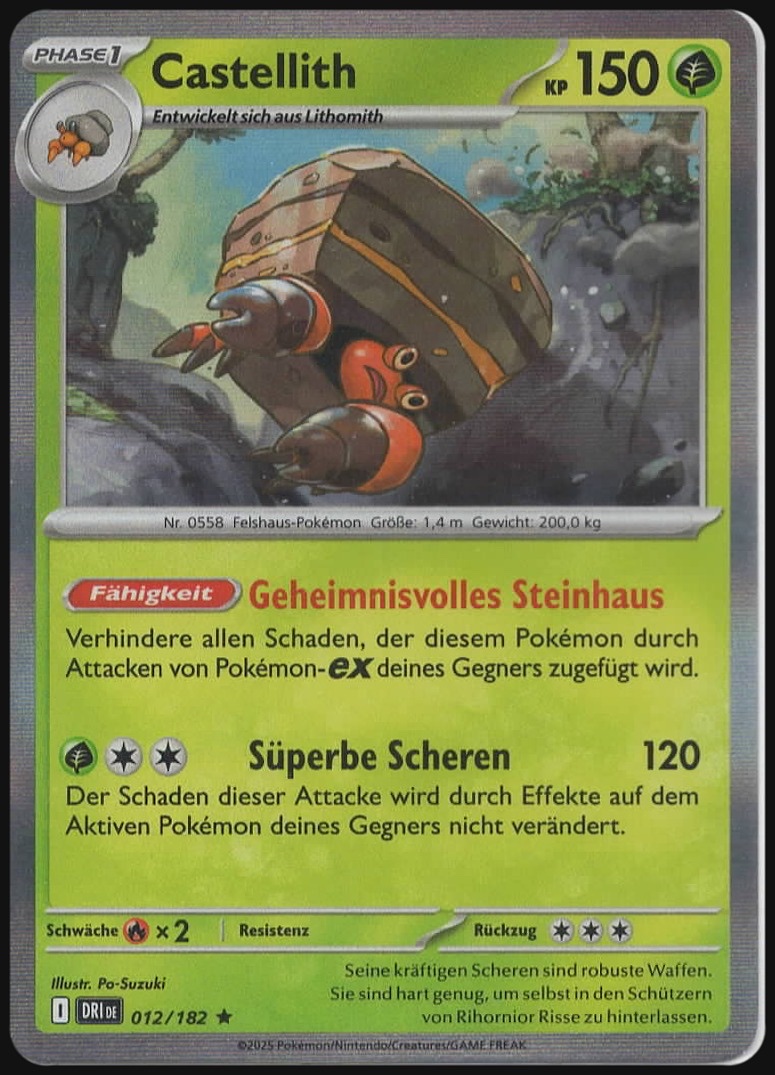 PHASE 1
Castellith
KP 150
Entwickelt sich aus Lithomith
Nr. 0558 Felshaus-Pokémon Größe: 1,4 m Gewicht: 200,0 kg
Fähigkeit Geheimnisvolles Steinhaus
Verhindere allen Schaden, der diesem Pokémon durch
Attacken von Pokémon-ex deines Gegners zugefügt wird.
Süperbe Scheren 120
Der Schaden dieser Attacke wird durch Effekte auf dem
Aktiven Pokémon deines Gegners nicht verändert.
Schwäche ×2 Resistenz Rückzug
Illustr. Po-Suzuki
I DRI DE 012/182 ★
Seine kräftigen Scheren sind robuste Waffen.
Sie sind hart genug, um selbst in den Schützern
von Rihornior Risse zu hinterlassen.
©2025 Pokémon/Nintendo/Creatures/GAME FREAK